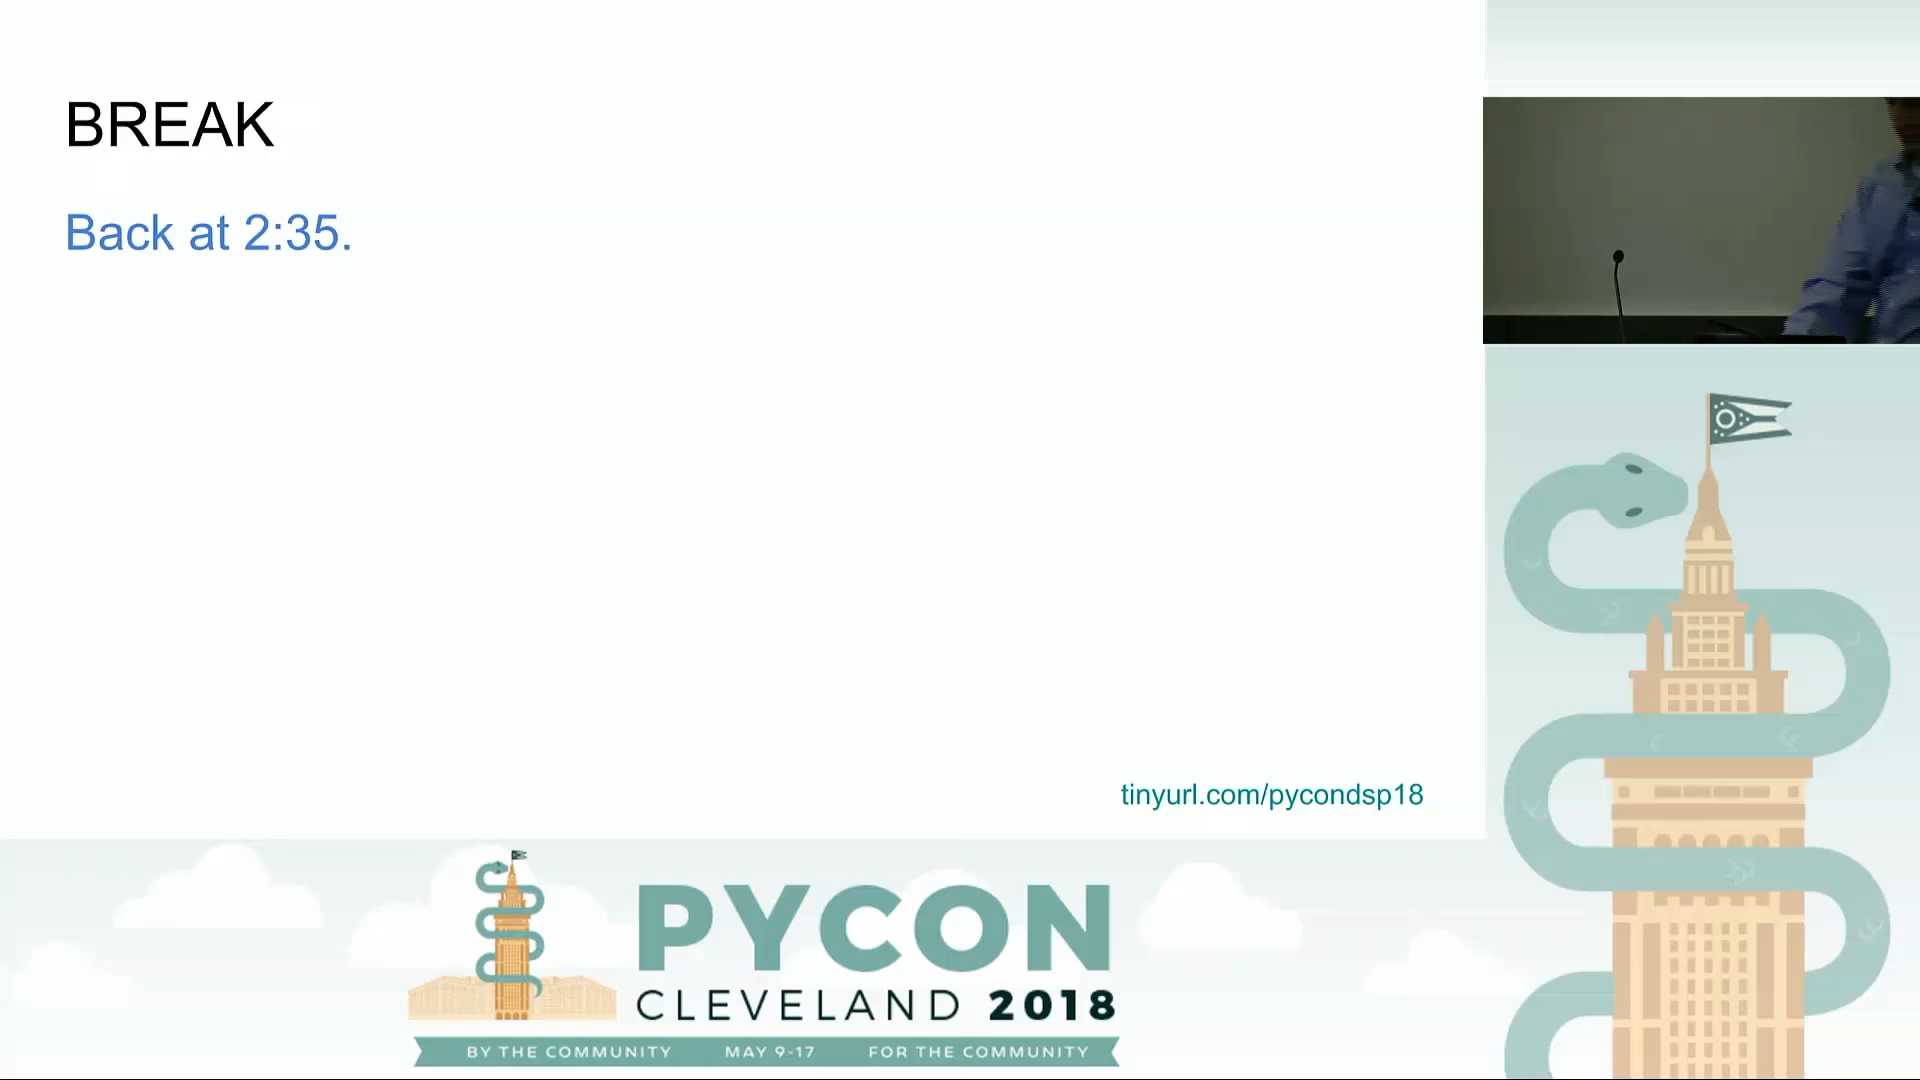 BREAK
Back at 2:35.
tinyurl.com/pycondsp18
PYCON
CLEVELAND 2018
BY THE COMMUNITY MAY 9-17 FOR THE COMMUNITY